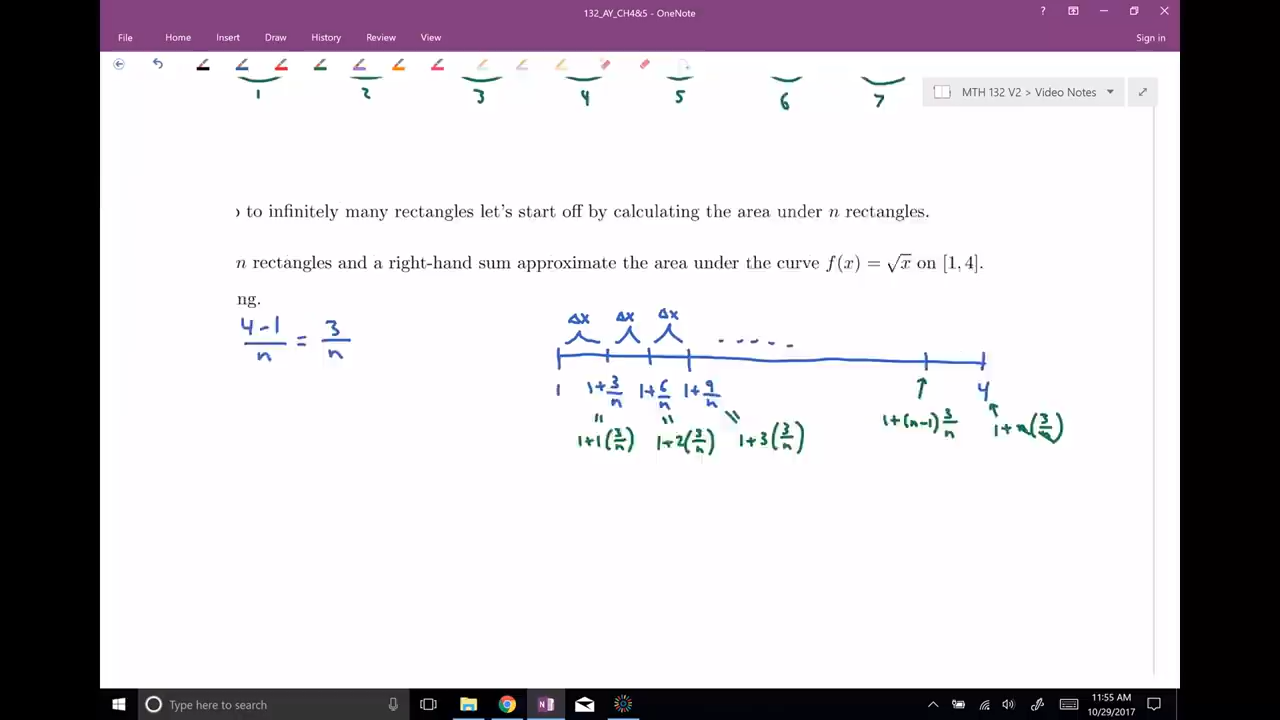 132_AY_CH4&5 - OneNote
?
File Home Insert Draw History Review View Sign in
1 2 3 4 5 6 7
MTH 132 V2 > Video Notes
to infinitely many rectangles let's start off by calculating the area under n rectangles.
n rectangles and a right-hand sum approximate the area under the curve f(x) = √x on [1, 4].
ng.
4-1/n = 3/n
Δx Δx Δx
1 1+3/n 1+6/n 1+9/n 4
" "
1+1(3/n) 1+2(3/n) 1+3(3/n) 1+(n-1)3/n 1+n(3/n)
Type here to search
11:55 AM
10/29/2017